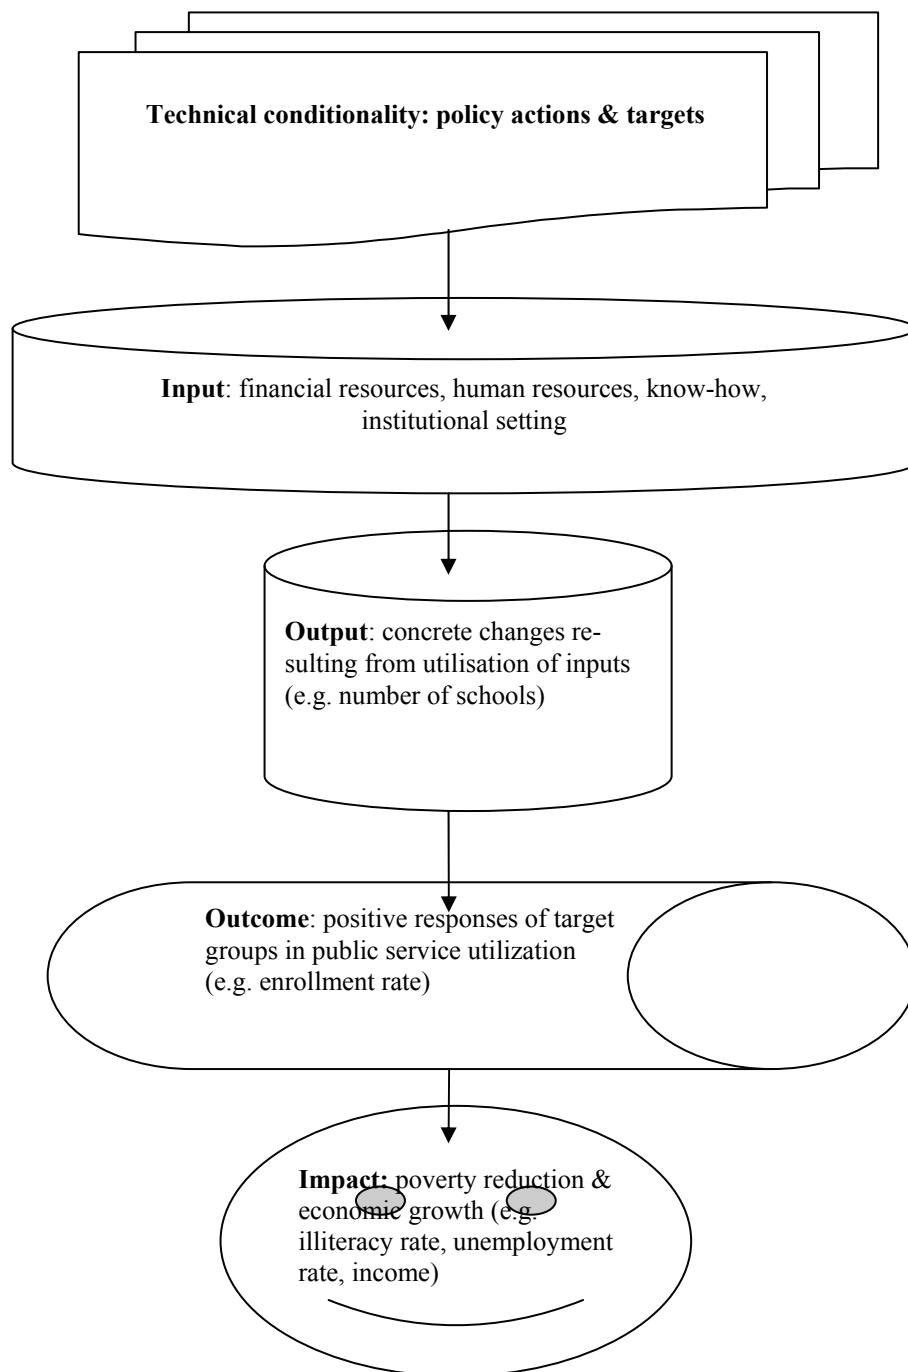 Technical conditionality: policy actions & targets
Input: financial resources, human resources, know-how,
institutional setting
Output: concrete changes re-
sulting from utilisation of inputs
(e.g. number of schools)
Outcome: positive responses of target
groups in public service utilization
(e.g. enrollment rate)
Impact: poverty reduction &
economic growth (e.g.
illiteracy rate, unemployment
rate, income)